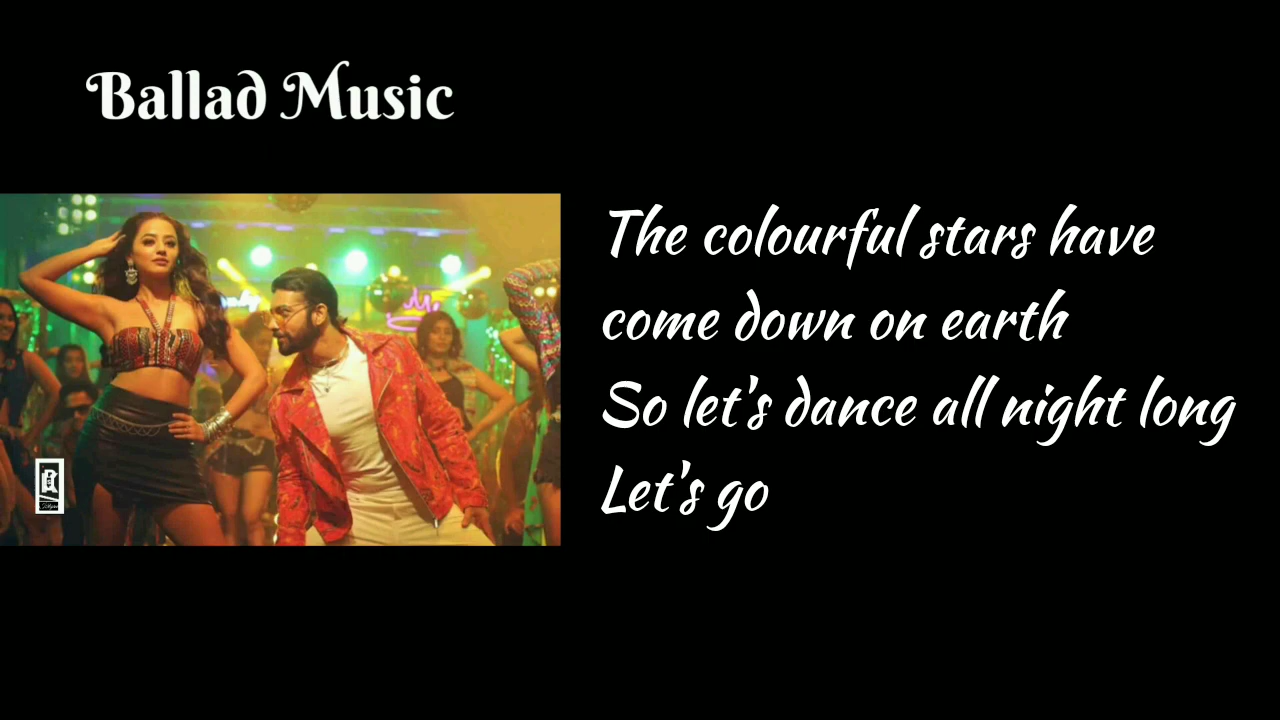 Ballad Music
The colourful stars have
come down on earth
So let's dance all night long
Let's go